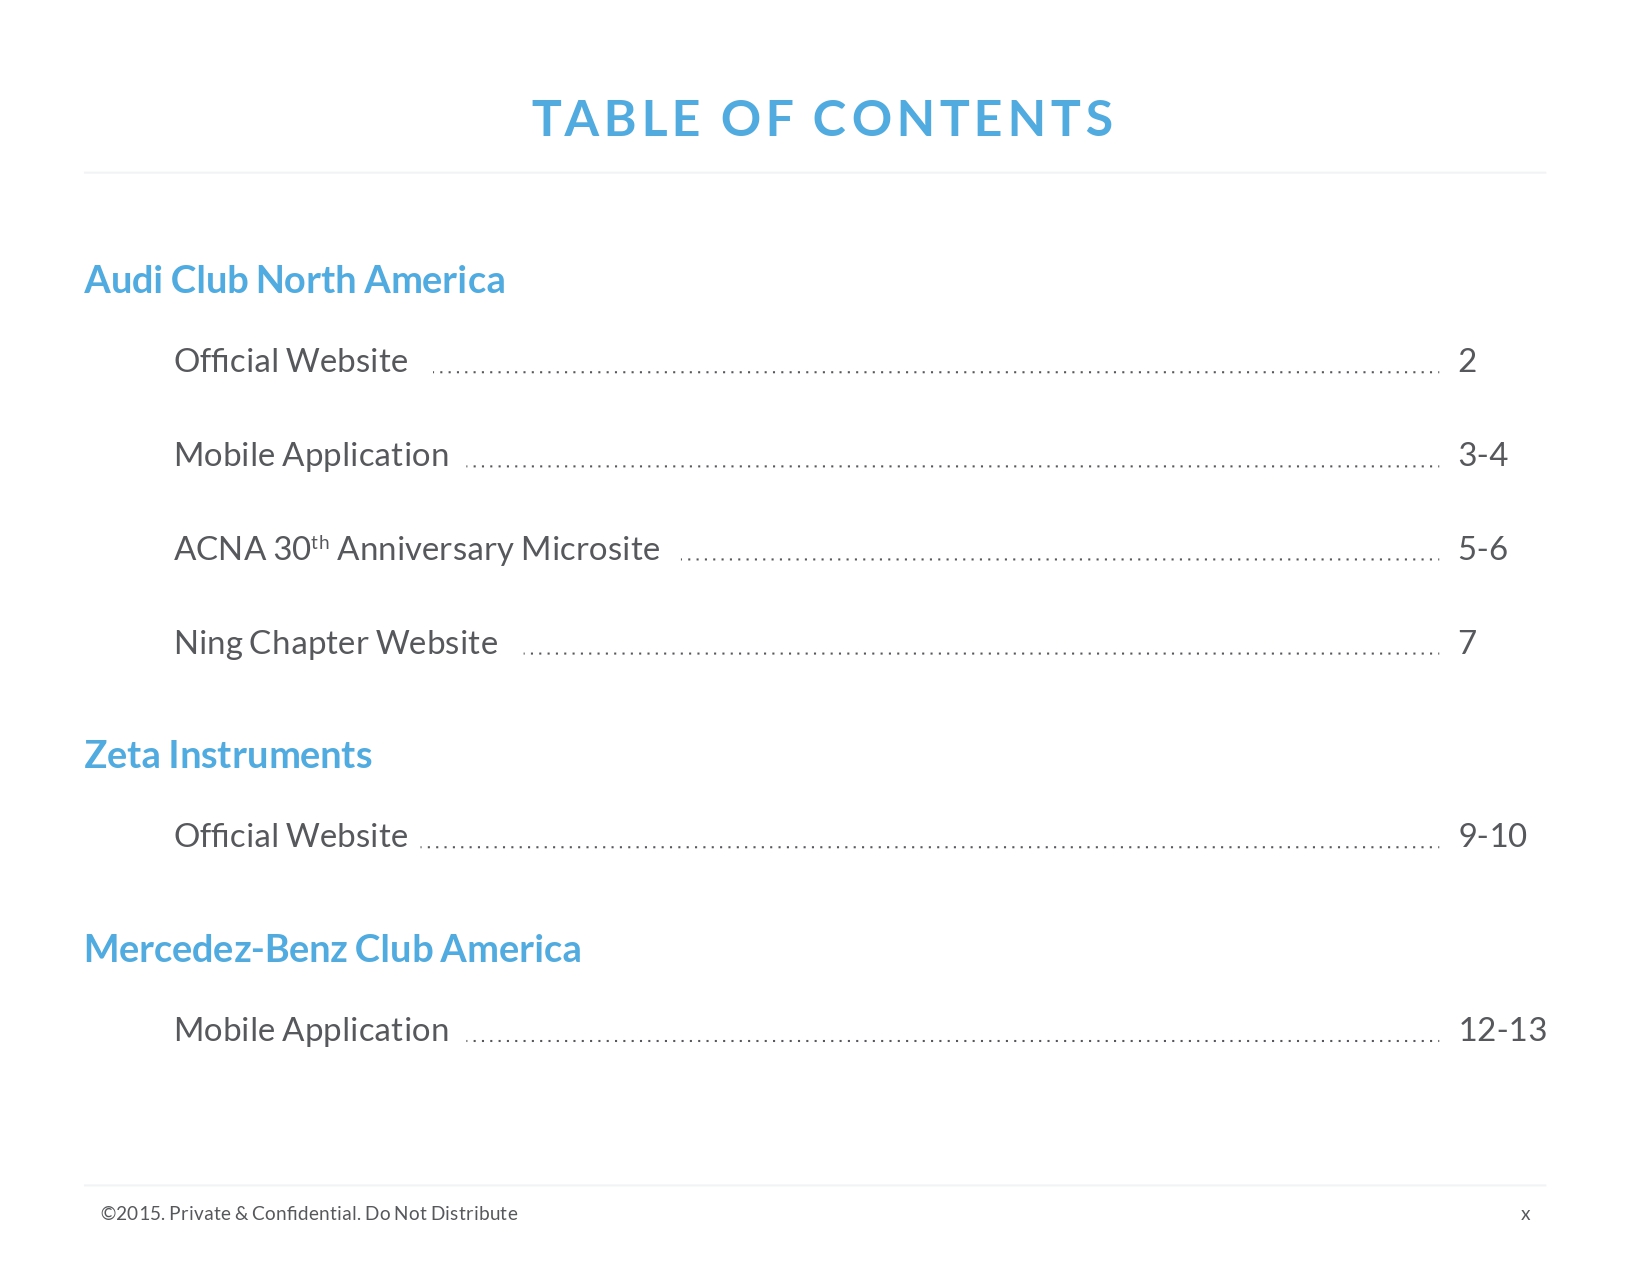 TABLE OF CONTENTS
Audi Club North America
Official Website ........................ 2
Mobile Application ........................ 3-4
ACNA 30th Anniversary Microsite ........................ 5-6
Ning Chapter Website ........................ 7
Zeta Instruments
Official Website ........................ 9-10
Mercedez-Benz Club America
Mobile Application ........................ 12-13
©2015. Private & Confidential. Do Not Distribute x